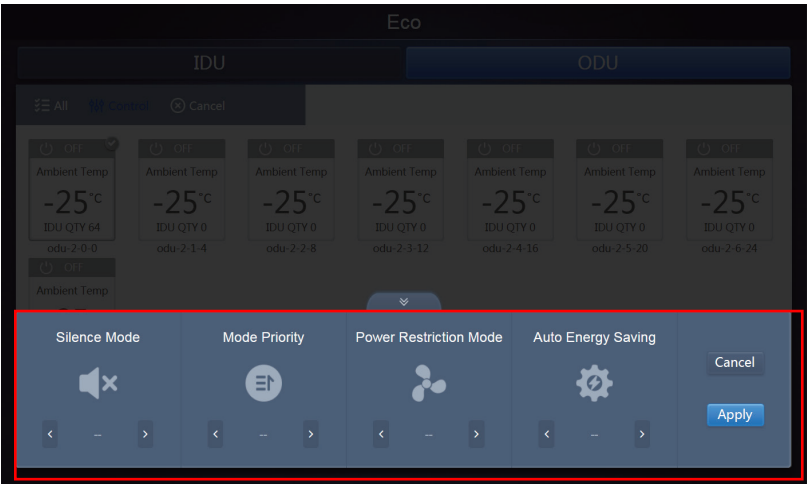 Eco
IDU ODU
All Control Cancel
OFF OFF OFF OFF OFF OFF OFF
Ambient Temp Ambient Temp Ambient Temp Ambient Temp Ambient Temp Ambient Temp Ambient Temp
-25°C -25°C -25°C -25°C -25°C -25°C -25°C
IDU QTY 64 IDU QTY 0 IDU QTY 0 IDU QTY 0 IDU QTY 0 IDU QTY 0 IDU QTY 0
odu-2-0-0 odu-2-1-4 odu-2-2-8 odu-2-3-12 odu-2-4-16 odu-2-5-20 odu-2-6-24
OFF
Ambient Temp
Silence Mode Mode Priority Power Restriction Mode Auto Energy Saving
Cancel
Apply
< -- > < -- > < -- > < -- >